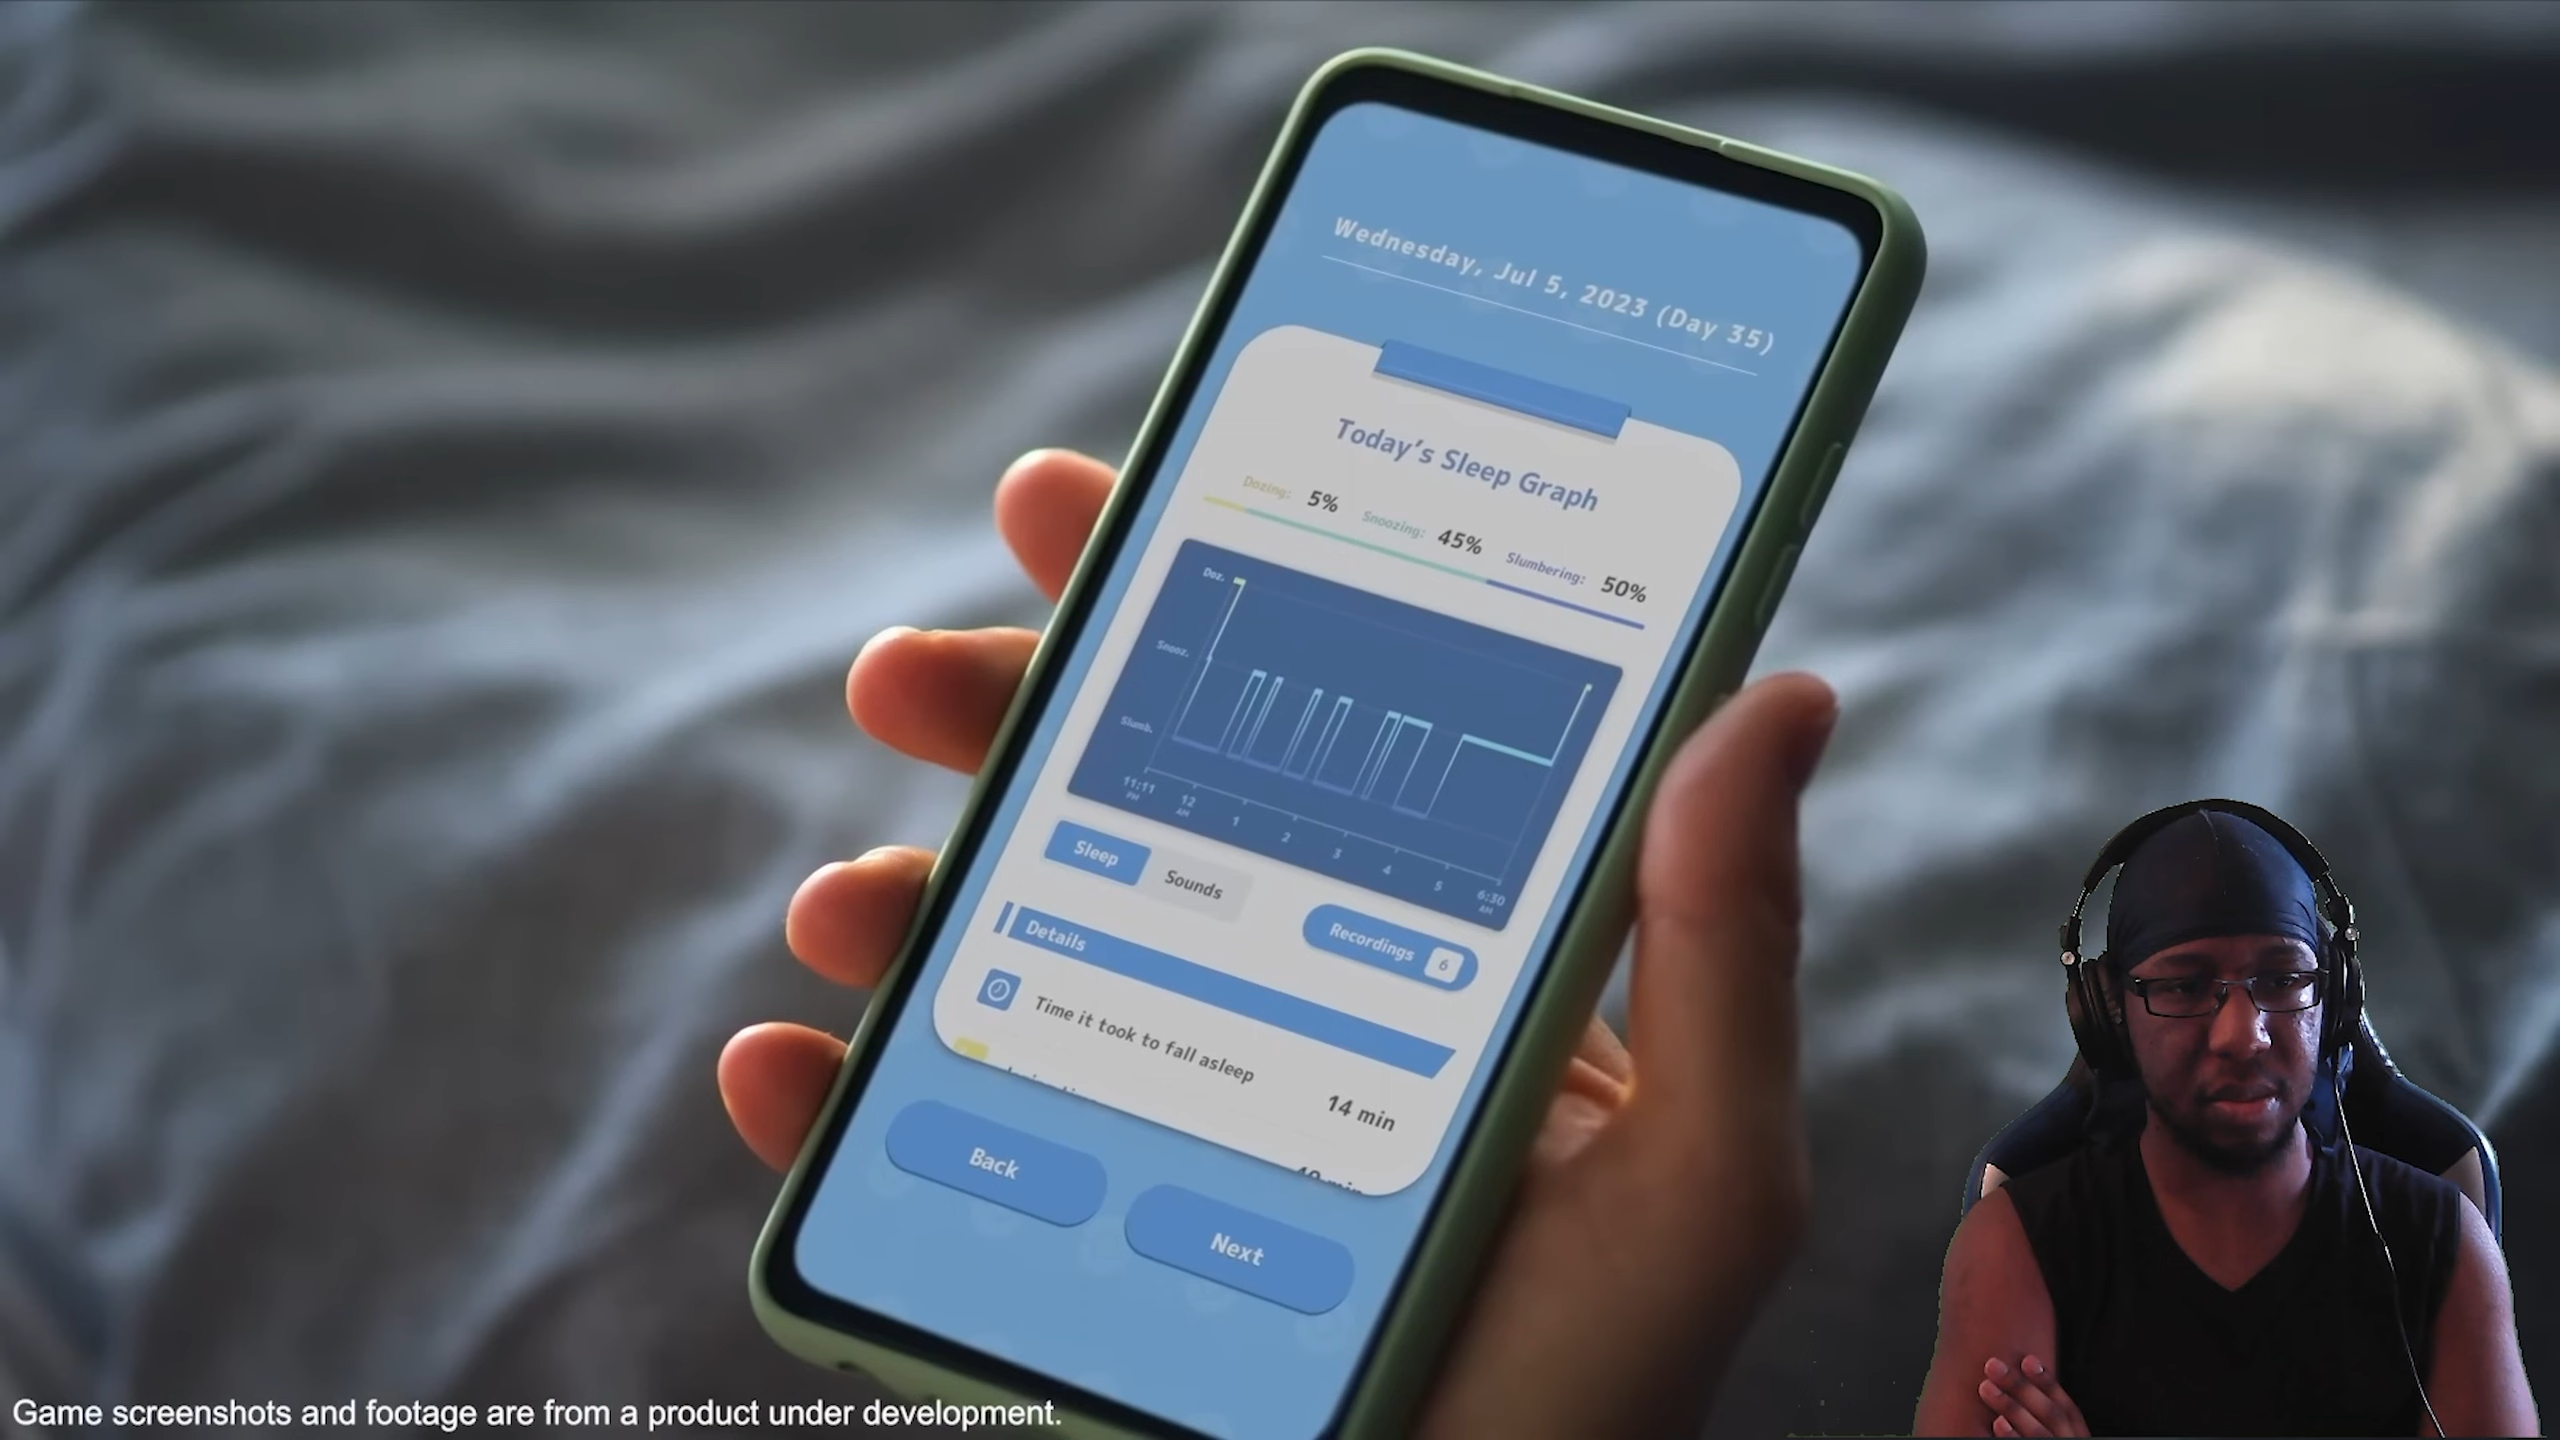 Wednesday, Jul 5, 2023 (Day 35)
Today's Sleep Graph
Dozing: 5% Snoozing: 45% Slumbering: 50%
Doz.
Snooz.
Slumb.
11:11 PM 12 AM 1 2 3 4 5 6:30 AM
Sleep Sounds
Recordings 6
Details
Time it took to fall asleep
14 min
Back Next
Game screenshots and footage are from a product under development.